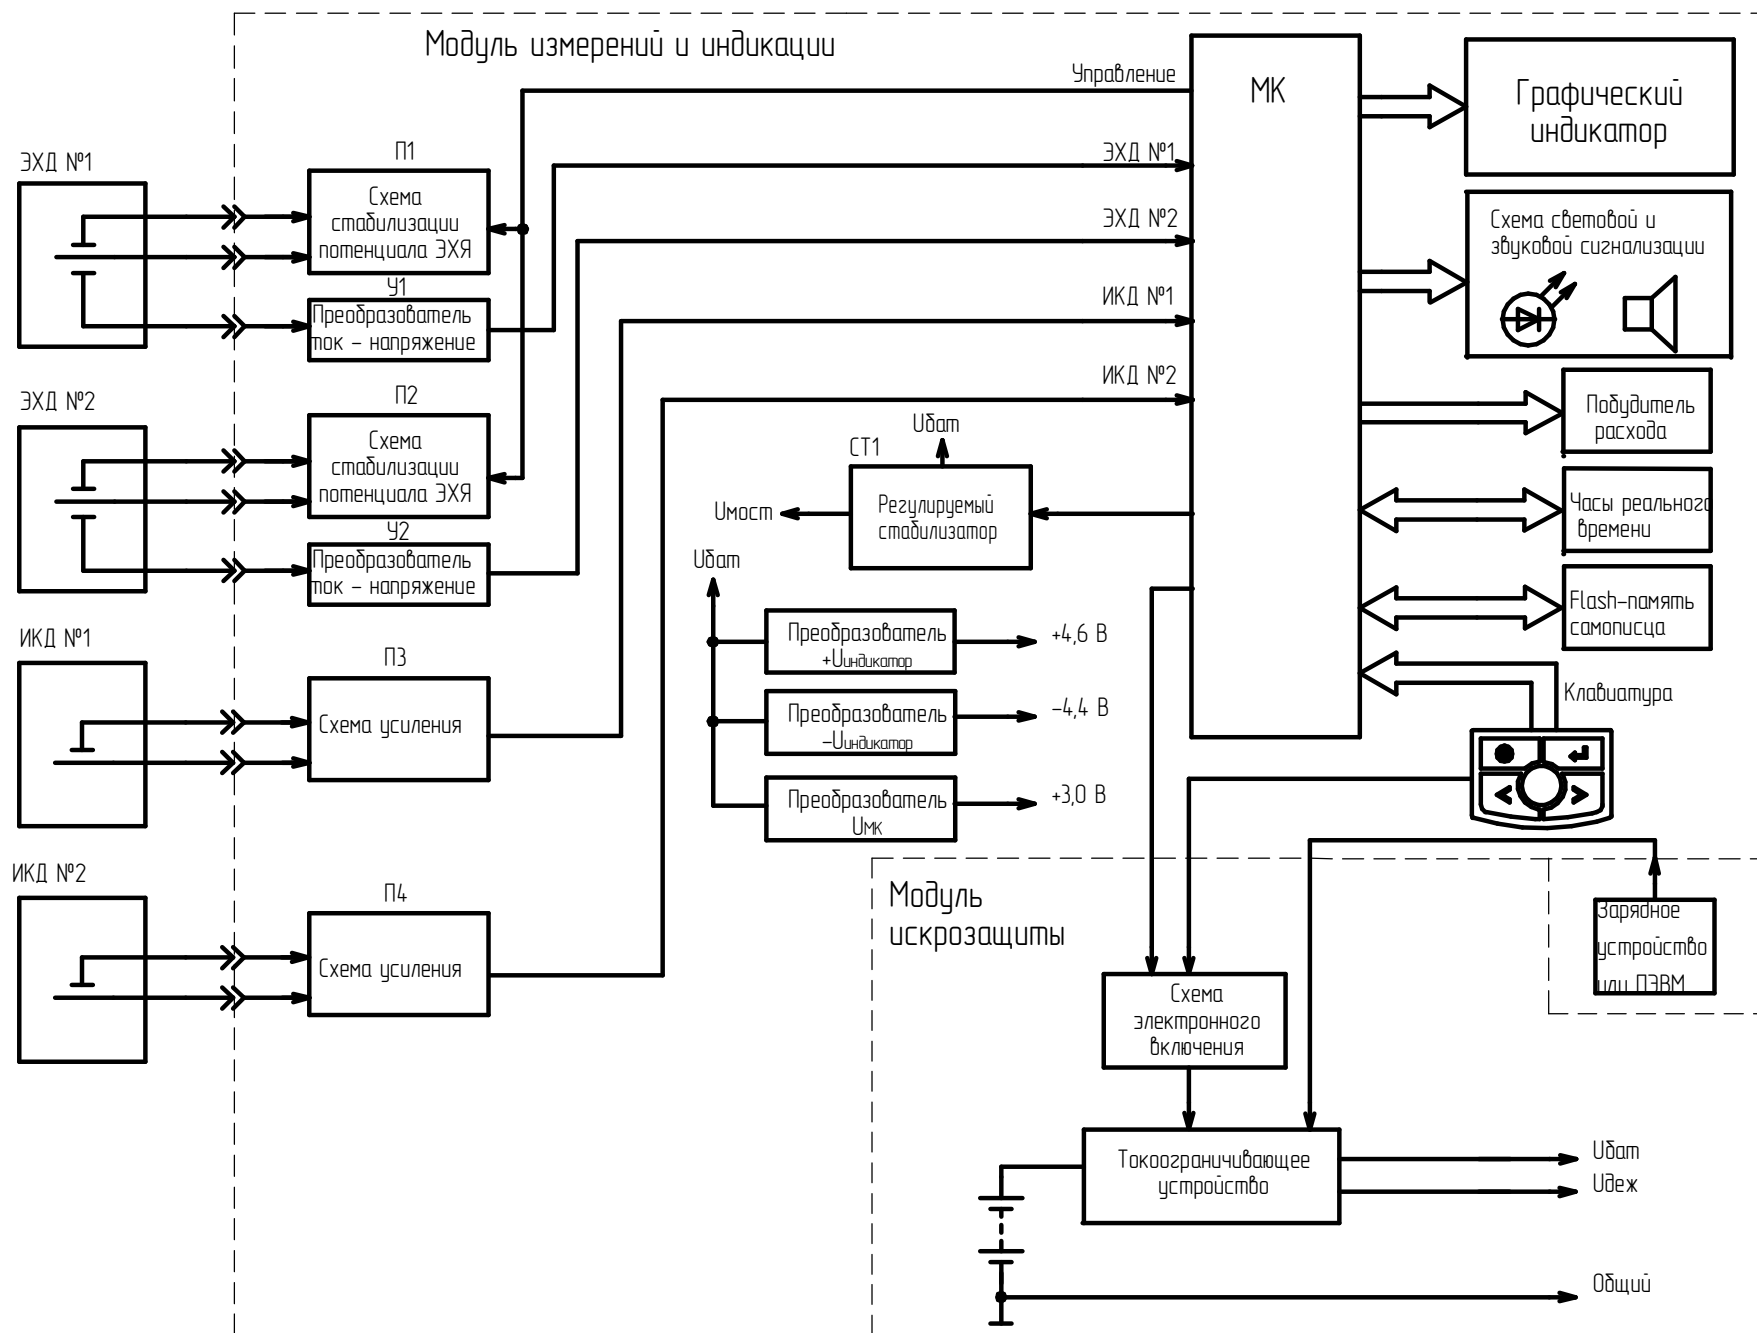 Модуль измерений и индикации
Управление
МК
Графический
индикатор
ЭХД №1
П1
Схема
стабилизации
потенциала ЭХЯ
У1
Преобразователь
ток – напряжение
ЭХД №1
ЭХД №2
ИКД №1
ИКД №2
Схема световой и
звуковой сигнализации
ЭХД №2
П2
Схема
стабилизации
потенциала ЭХЯ
У2
Преобразователь
ток – напряжение
Uбат
СТ1
Регулируемый
стабилизатор
Uмост
Побудитель
расхода
Часы реального
времени
Flash-память
самописца
Клавиатура
Uбат
Преобразователь
+Uиндикатор
+4,6 В
Преобразователь
–Uиндикатор
–4,4 В
Преобразователь
Uмк
+3,0 В
ИКД №1
П3
Схема усиления
ИКД №2
П4
Схема усиления
Модуль
искрозащиты
Зарядное
устройство
или ПЭВМ
Схема
электронного
включения
Токоограничивающее
устройство
Uбат
Uдеж
Общий